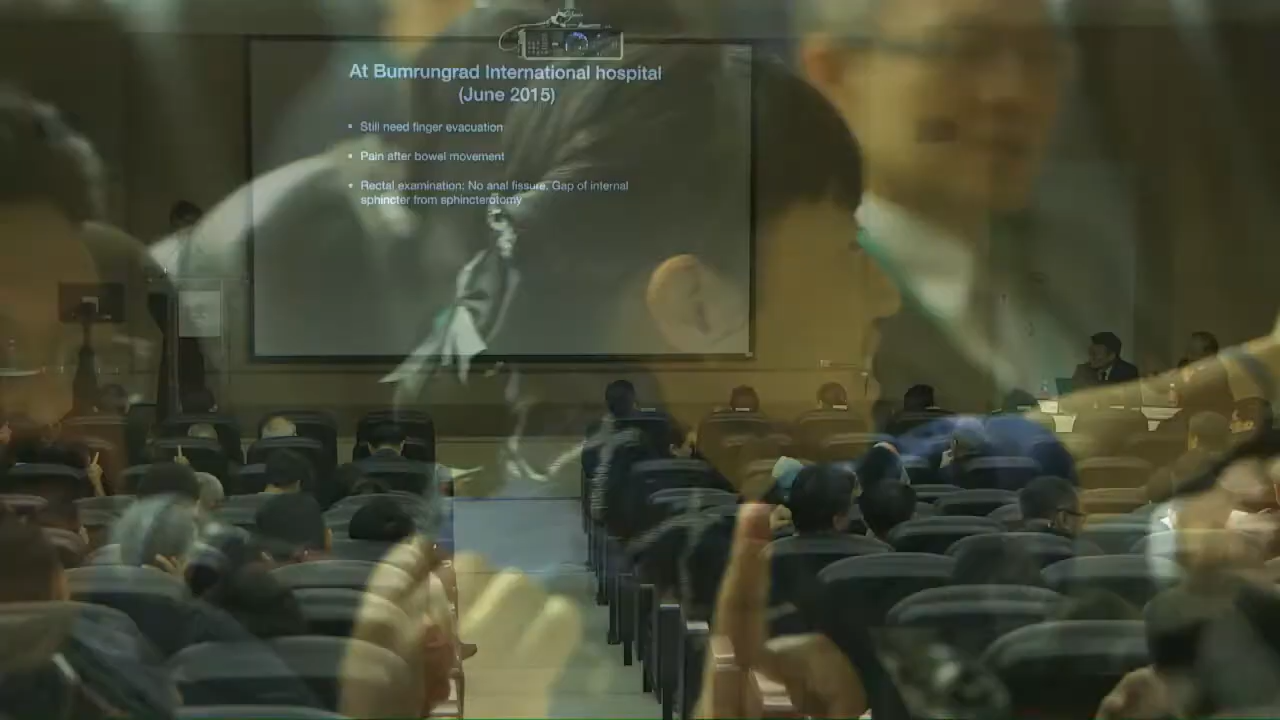 At Bumrungrad International hospital
(June 2015)
▪ Still need finger evacuation
▪ Pain after bowel movement
▪ Rectal examination: No anal fissure. Gap of internal
sphincter from sphincterotomy